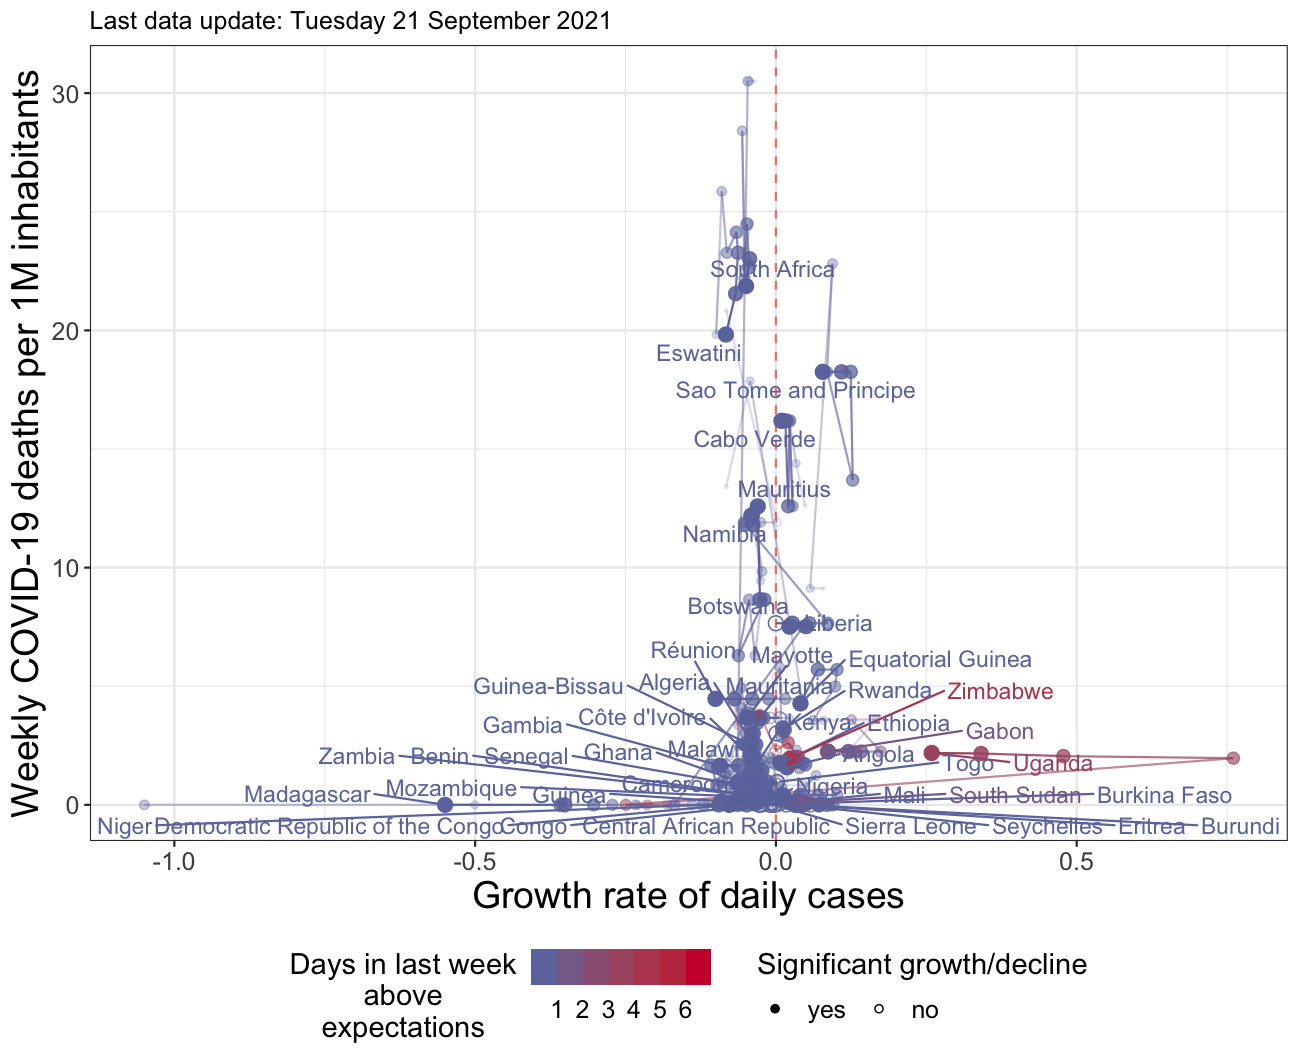 Last data update: Tuesday 21 September 2021
Weekly COVID-19 deaths per 1M inhabitants
30
20
10
0
South Africa
Eswatini
Sao Tome and Principe
Cabo Verde
Mauritius
Namibia
Botswana
Liberia
Réunion
Mayotte
Equatorial Guinea
Guinea-Bissau
Algeria
Mauritania
Rwanda
Zimbabwe
Gambia
Côte d'Ivoire
Kenya
Ethiopia
Gabon
Zambia
Benin
Senegal
Ghana
Malawi
Angola
Togo
Uganda
Madagascar
Mozambique
Guinea
Cameroon
Nigeria
Mali
South Sudan
Burkina Faso
Niger
Democratic Republic of the Congo
Congo
Central African Republic
Sierra Leone
Seychelles
Eritrea
Burundi
-1.0
-0.5
0.0
0.5
Growth rate of daily cases
Days in last week
above
expectations
1 2 3 4 5 6
Significant growth/decline
yes
no